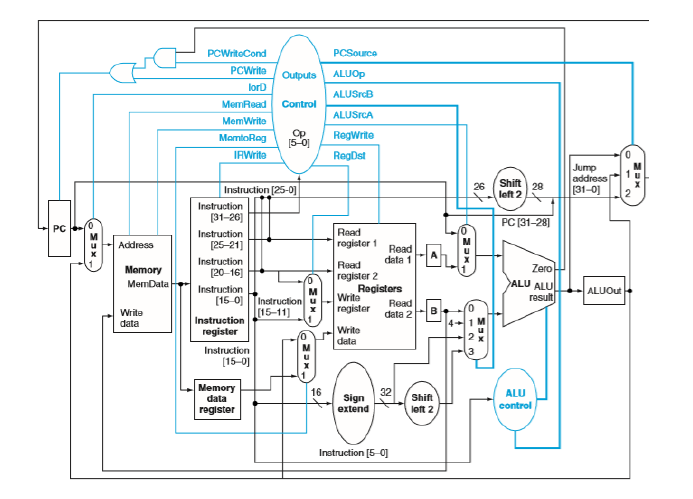 PCWriteCond
PCSource
PCWrite
Outputs
ALUOp
IorD
ALUSrcB
MemRead
Control
ALUSrcA
MemWrite
RegWrite
MemtoReg
Op
[5–0]
IRWrite
RegDst
0
M
u
x
1
2
Jump
address
[31–0]
Instruction [25–0]
26
Shift
left 2
28
PC [31–28]
PC
0
M
u
x
1
Address
Memory
MemData
Write
data
Instruction
[31–26]
Instruction
[25–21]
Instruction
[20–16]
Instruction
[15–0]
Instruction
register
Instruction
[15–11]
Instruction
[15–0]
Memory
data
register
0
M
u
x
1
0
M
u
x
1
Read
register 1
Read
register 2
Registers
Write
register
Write
data
Read
data 1
Read
data 2
A
B
0
M
u
x
1
4
0
1
M
u
x
2
3
Zero
ALU
ALU
result
ALUOut
16
Sign
extend
32
Shift
left 2
ALU
control
Instruction [5–0]